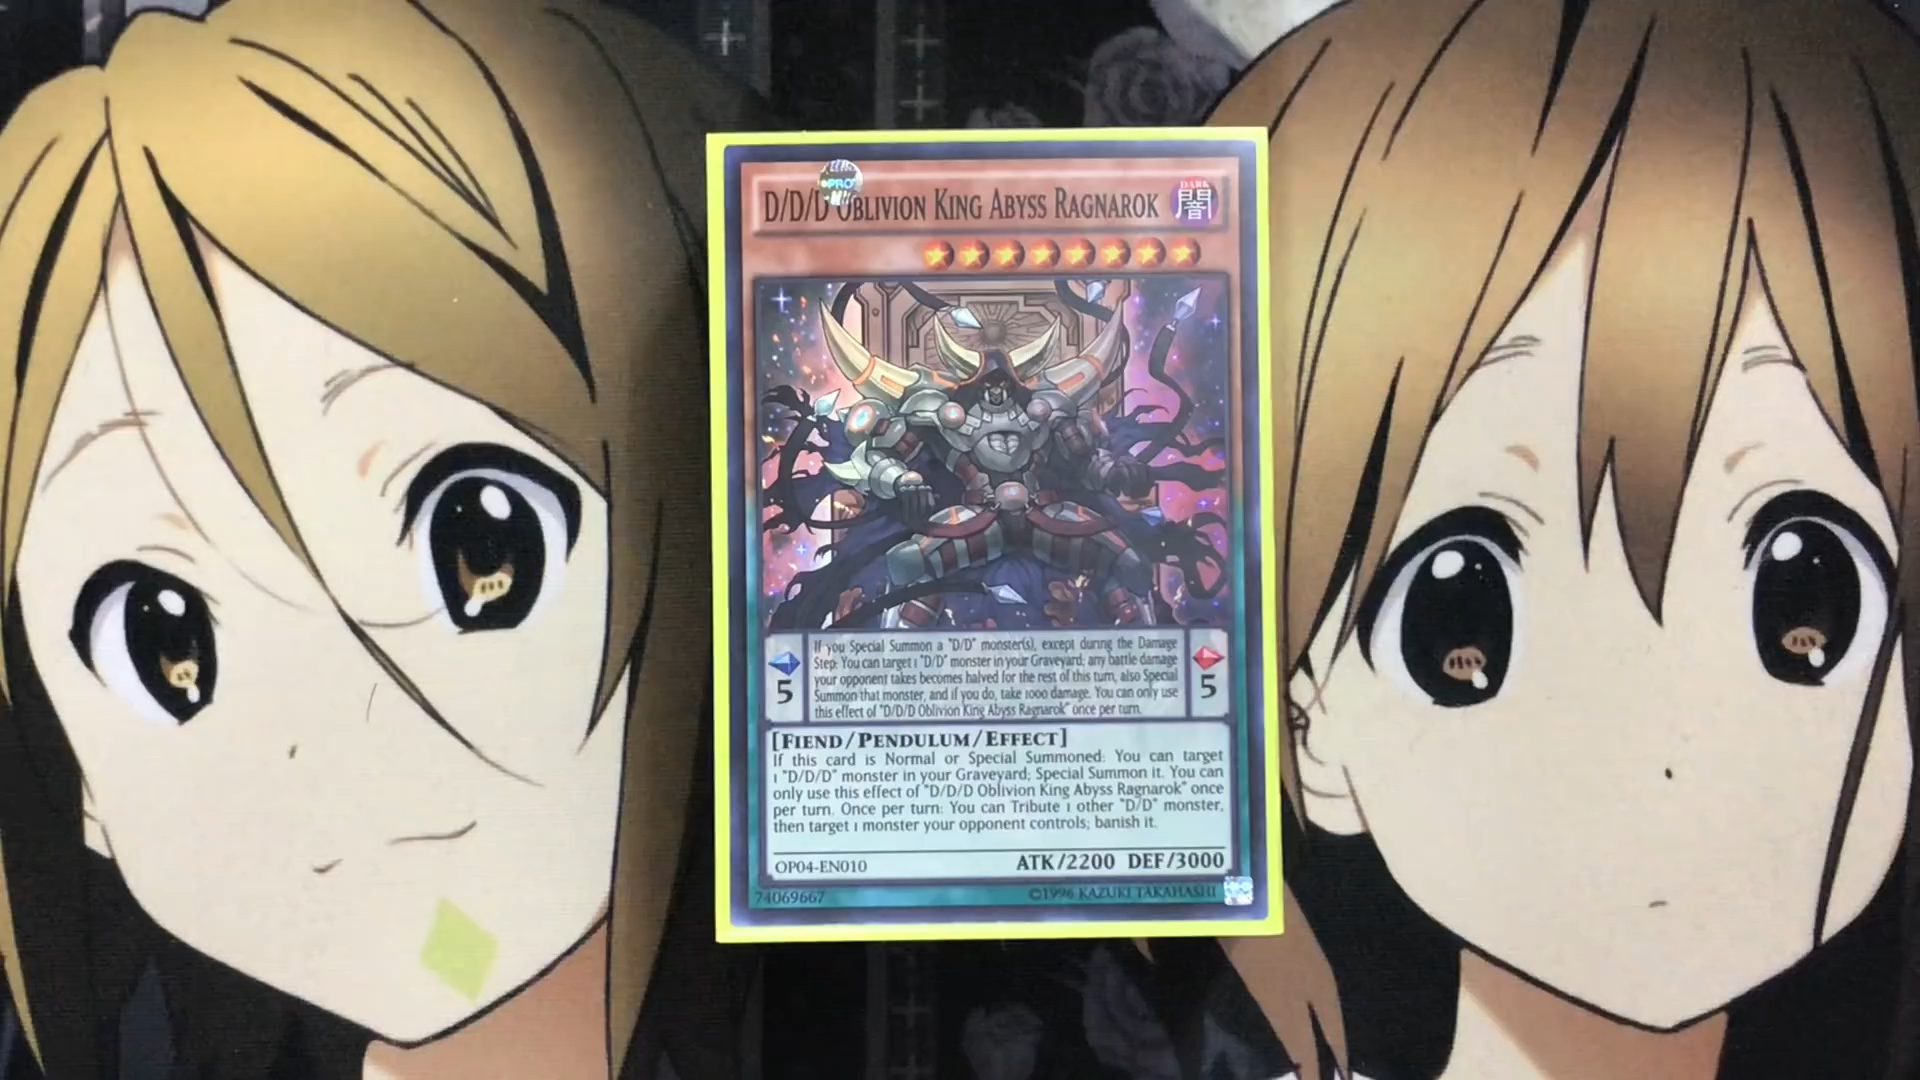 PRO
D/D/D OBLIVION KING ABYSS RAGNAROK
DARK
闇
If you Special Summon a "D/D" monster(s), except during the Damage
Step: You can target 1 "D/D" monster in your Graveyard; any battle damage
your opponent takes becomes halved for the rest of this turn, also Special
Summon that monster, and if you do, take 1000 damage. You can only use
this effect of "D/D/D Oblivion King Abyss Ragnarok" once per turn.
5
5
[FIEND/PENDULUM/EFFECT]
If this card is Normal or Special Summoned: You can target
1 "D/D/D" monster in your Graveyard; Special Summon it. You can
only use this effect of "D/D/D Oblivion King Abyss Ragnarok" once
per turn. Once per turn: You can Tribute 1 other "D/D" monster,
then target 1 monster your opponent controls; banish it.
OP04-EN010
ATK/2200 DEF/3000
74069667
©1996 KAZUKI TAKAHASHI